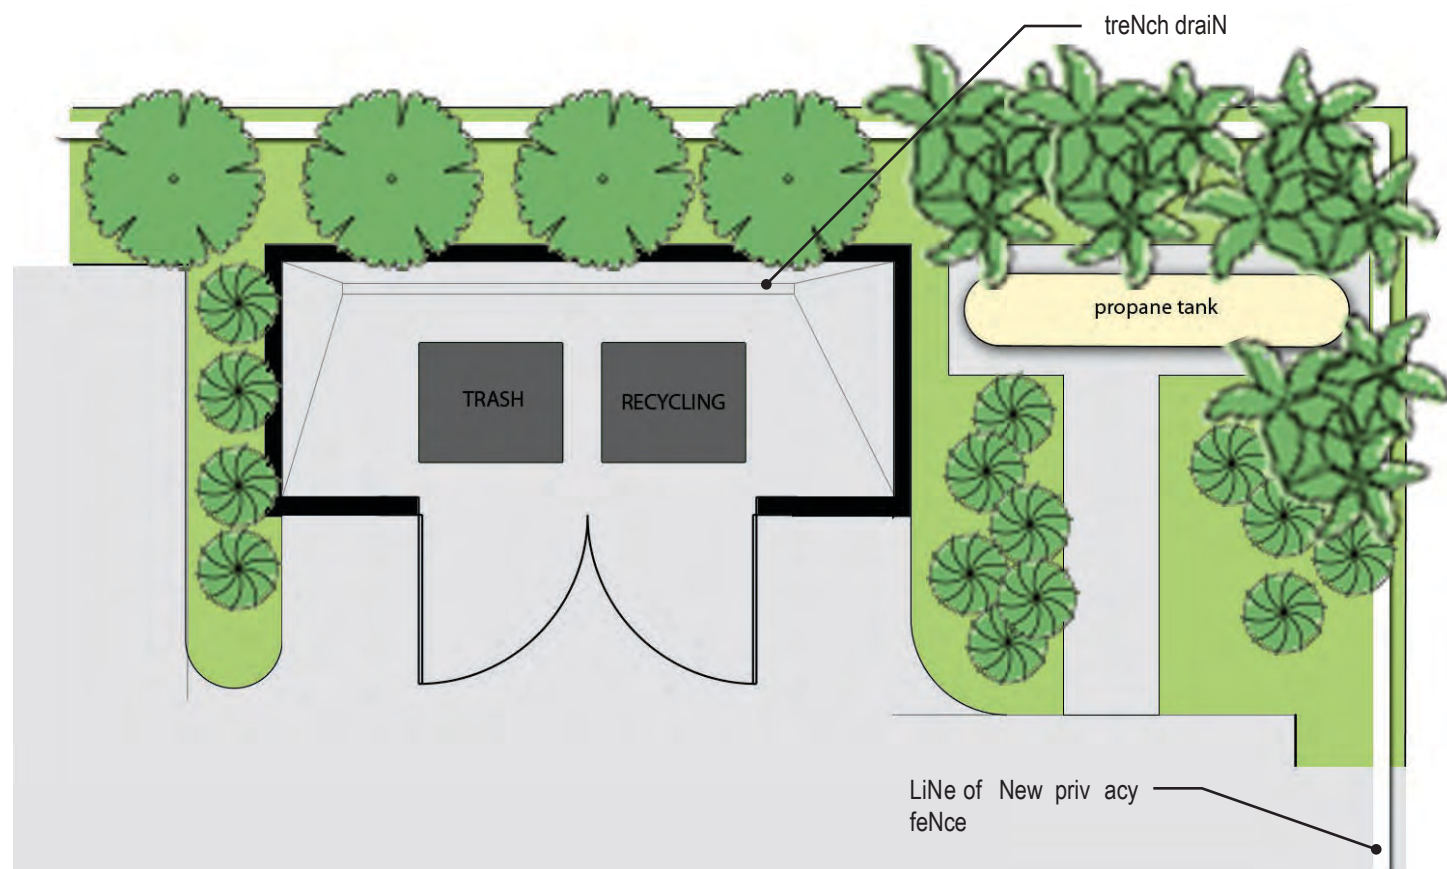 treNch draiN
propane tank
TRASH
RECYCLING
LiNe of New priv acy
feNce